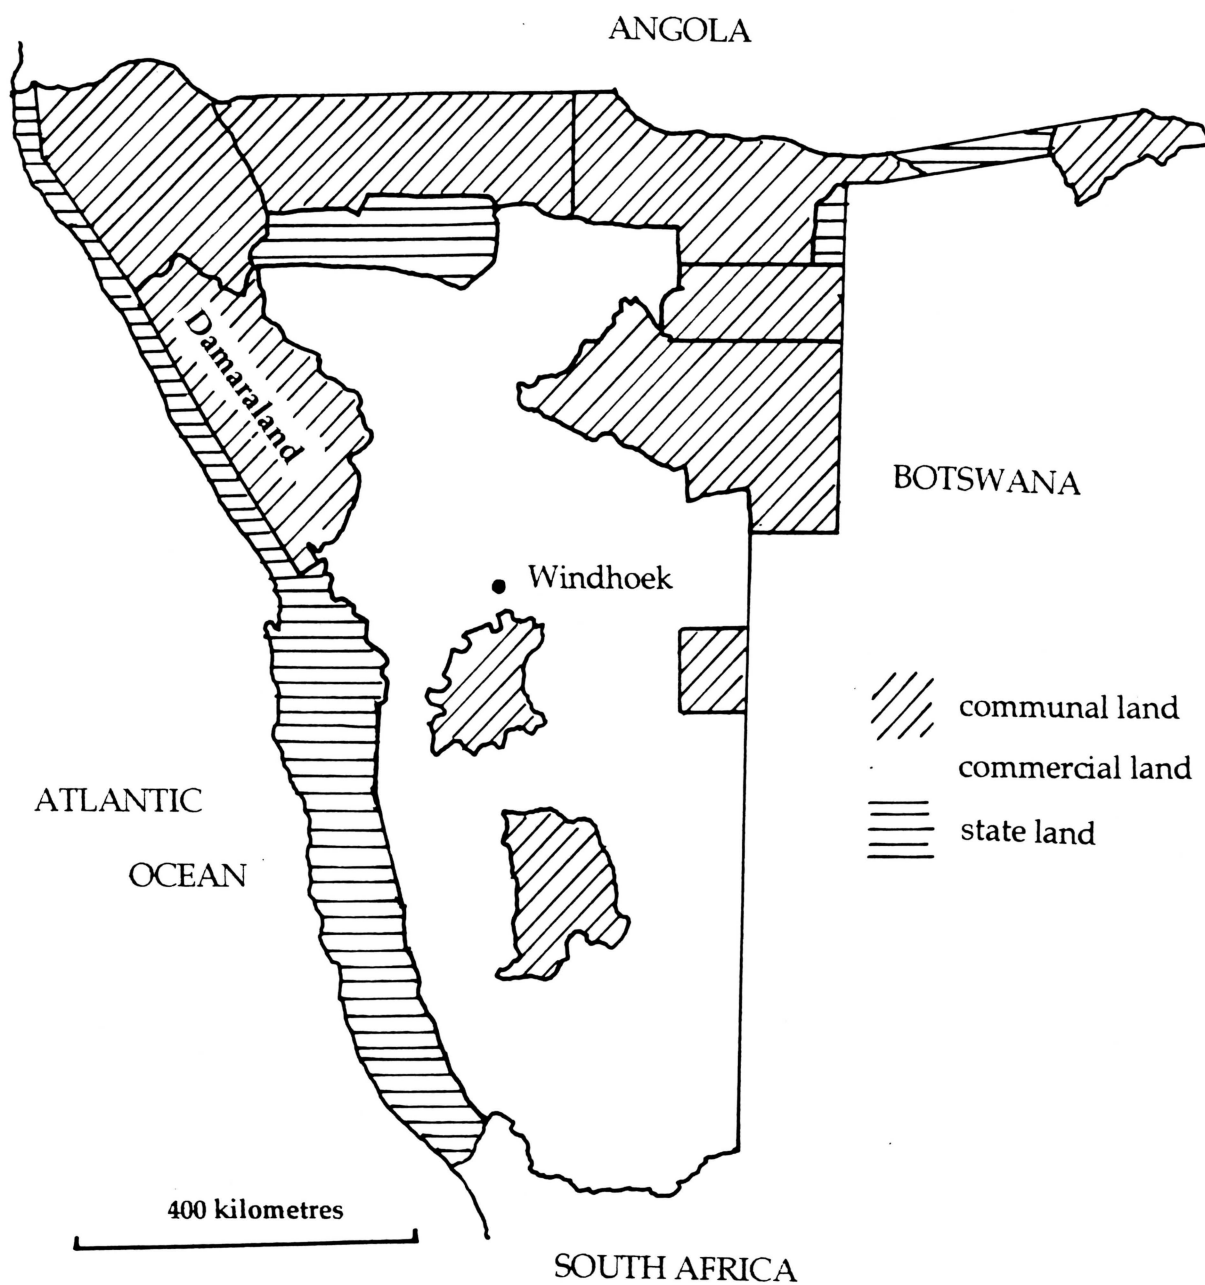 ANGOLA
Damaraland
BOTSWANA
Windhoek
communal land
commercial land
state land
ATLANTIC
OCEAN
400 kilometres
SOUTH AFRICA